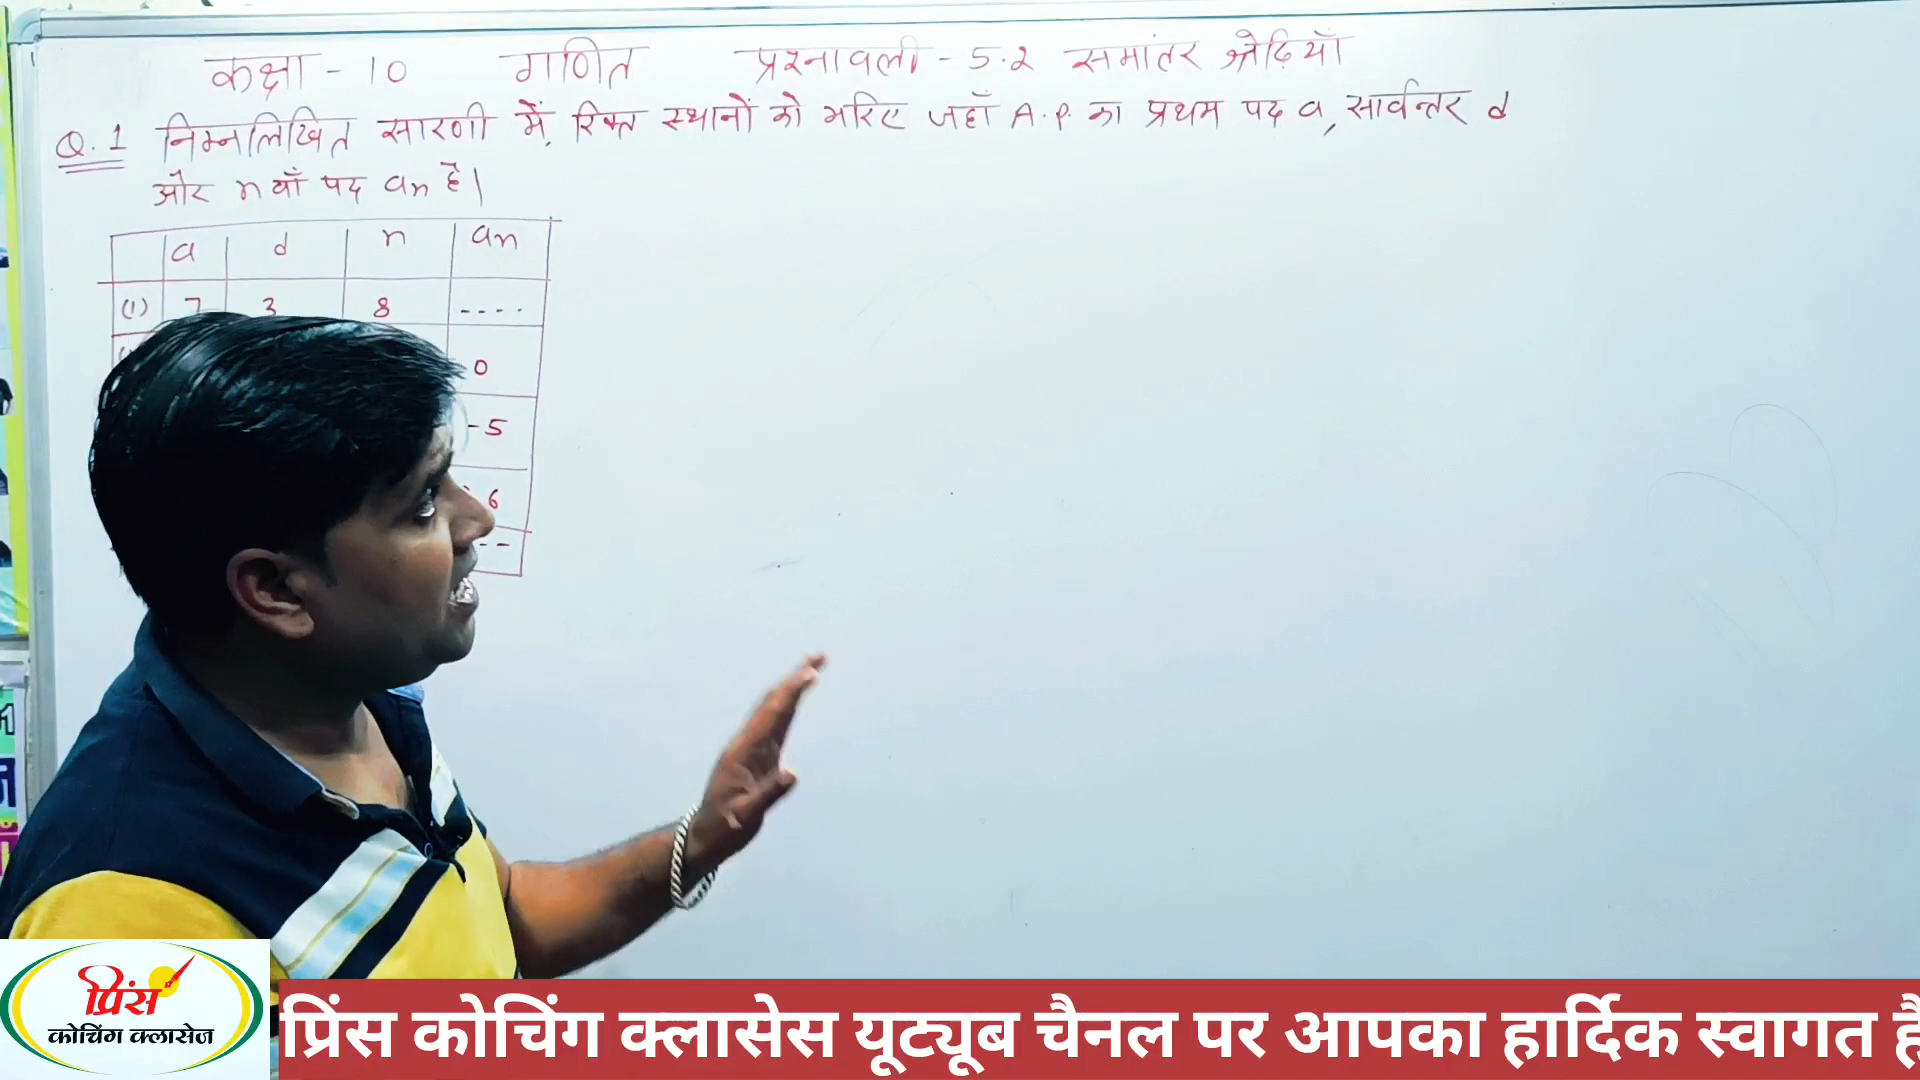 कक्षा - 10 गणित प्रश्नावली - 5.2 समांतर श्रेढ़ियाँ
Q.1 निम्नलिखित सारणी में, रिक्त स्थानों को भरिए जहाँ A.P. का प्रथम पद a, सार्वन्तर d
और n वाँ पद an है।
a d n an
(1) 7 3 8 ----
0
-5
6
--
प्रिंस
कोचिंग क्लासेज
प्रिंस कोचिंग क्लासेस यूट्यूब चैनल पर आपका हार्दिक स्वागत है